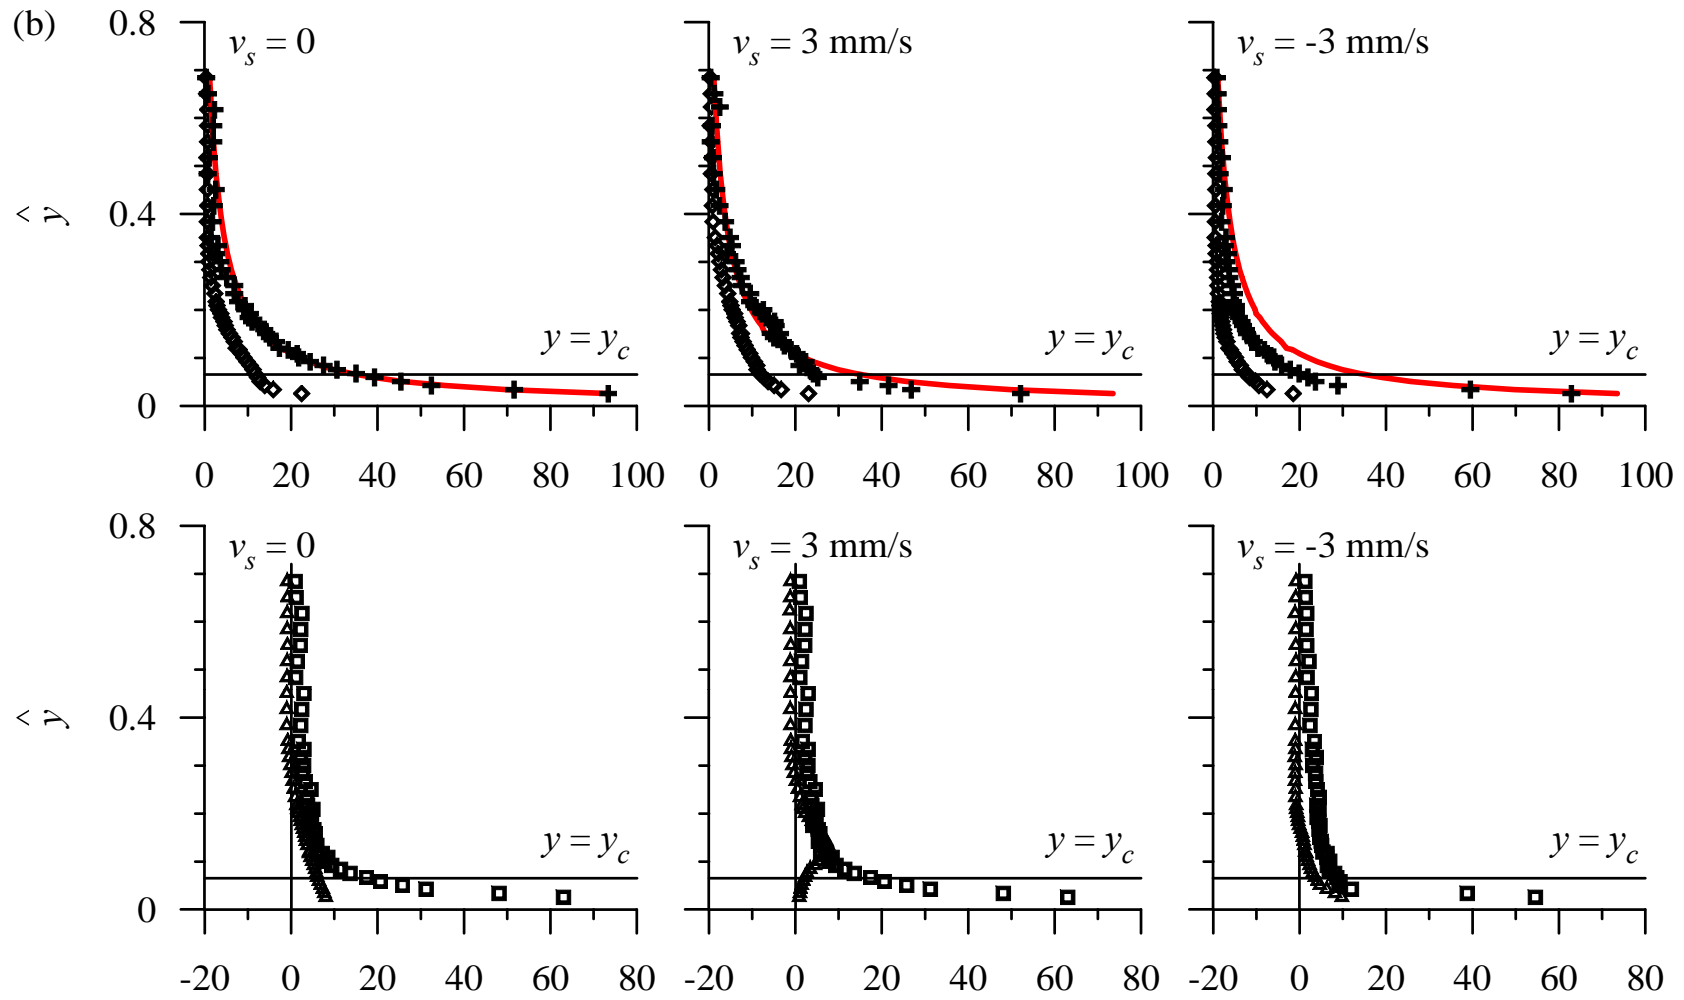 (b)
0.8
v_s = 0
v_s = 3 mm/s
v_s = -3 mm/s
0.4
ŷ
y = y_c
y = y_c
y = y_c
0
0 20 40 60 80 100
0 20 40 60 80 100
0 20 40 60 80 100
0.8
v_s = 0
v_s = 3 mm/s
v_s = -3 mm/s
0.4
ŷ
y = y_c
y = y_c
y = y_c
0
-20 0 20 40 60 80
-20 0 20 40 60 80
-20 0 20 40 60 80